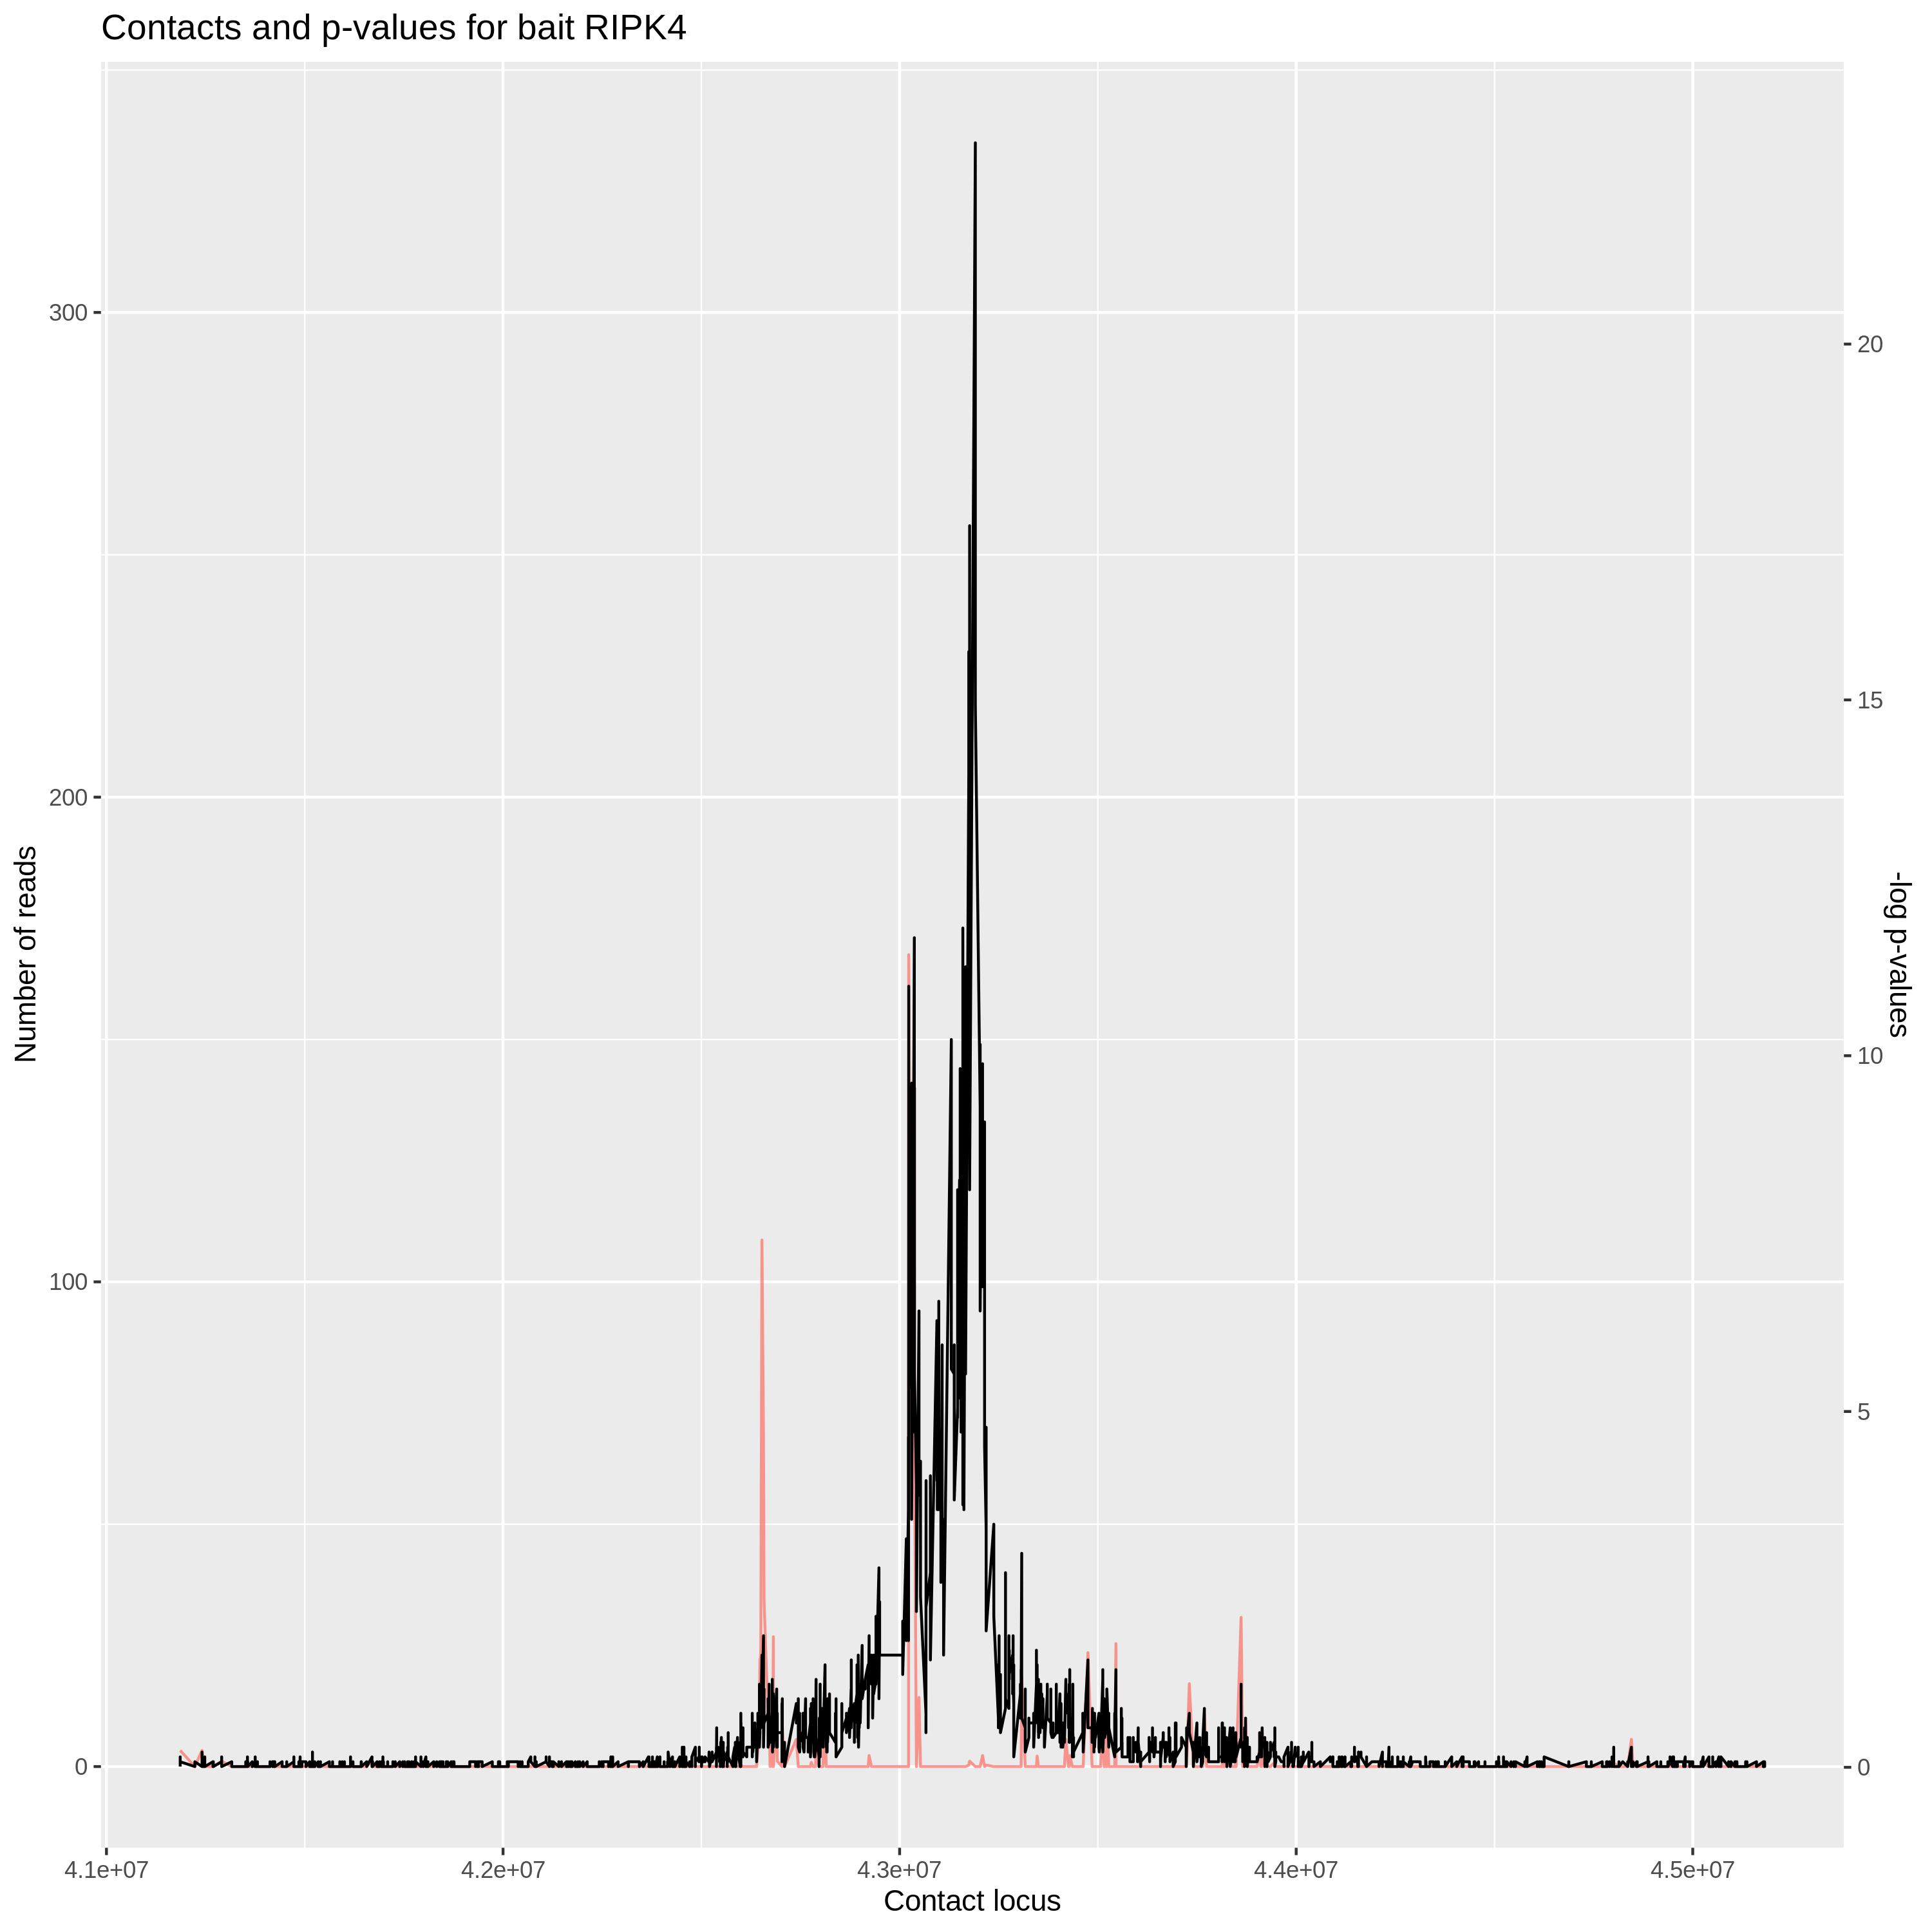 Contacts and p-values for bait RIPK4
300
200
100
0
20
15
10
5
0
Number of reads
-log p-values
4.1e+07
4.2e+07
4.3e+07
4.4e+07
4.5e+07
Contact locus